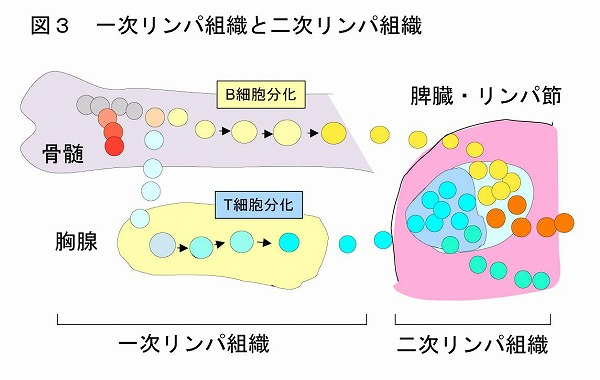 図３　一次リンパ組織と二次リンパ組織
B細胞分化
脾臓・リンパ節
骨髄
T細胞分化
胸腺
一次リンパ組織
二次リンパ組織